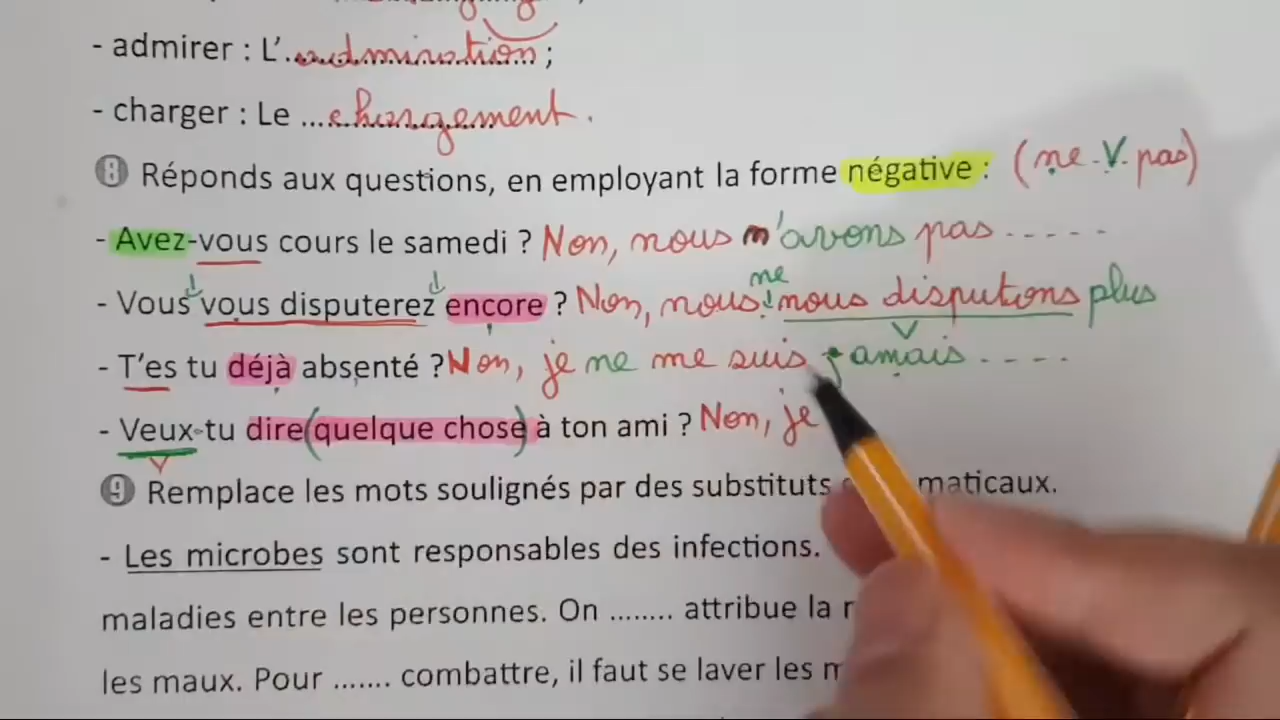 - admirer : L'admiration ;
- charger : Le chargement.
8 Réponds aux questions, en employant la forme négative : (ne V pas)
- Avez-vous cours le samedi ? Non, nous n'avons pas -----
ne
- Vous vous disputerez encore ? Non, nous nous disputions plus
V
- T'es tu déjà absenté ? Non, je ne me suis jamais ----
- Veux-tu dire (quelque chose) à ton ami ? Non, je
V
9 Remplace les mots soulignés par des substituts maticaux.
- Les microbes sont responsables des infections.
maladies entre les personnes. On ........ attribue la
les maux. Pour ....... combattre, il faut se laver les